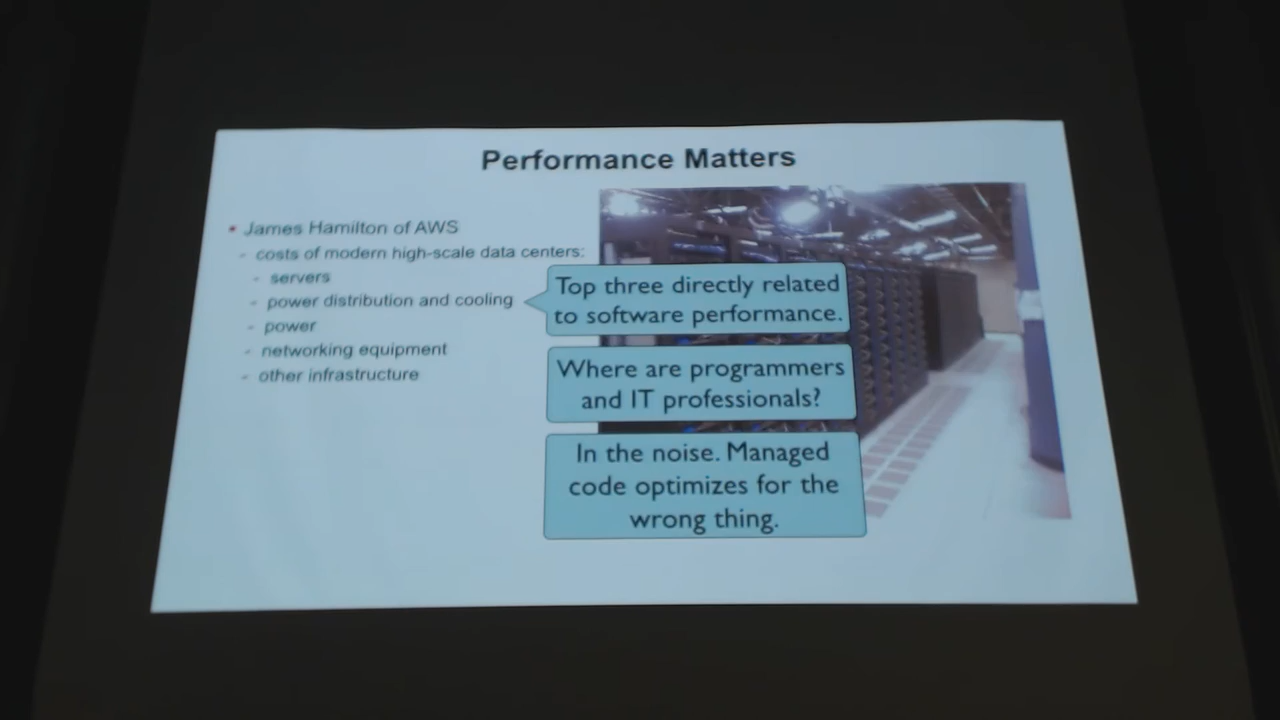 Performance Matters
• James Hamilton of AWS
- costs of modern high-scale data centers:
- servers
- power distribution and cooling
- power
- networking equipment
- other infrastructure
Top three directly related
to software performance.
Where are programmers
and IT professionals?
In the noise. Managed
code optimizes for the
wrong thing.